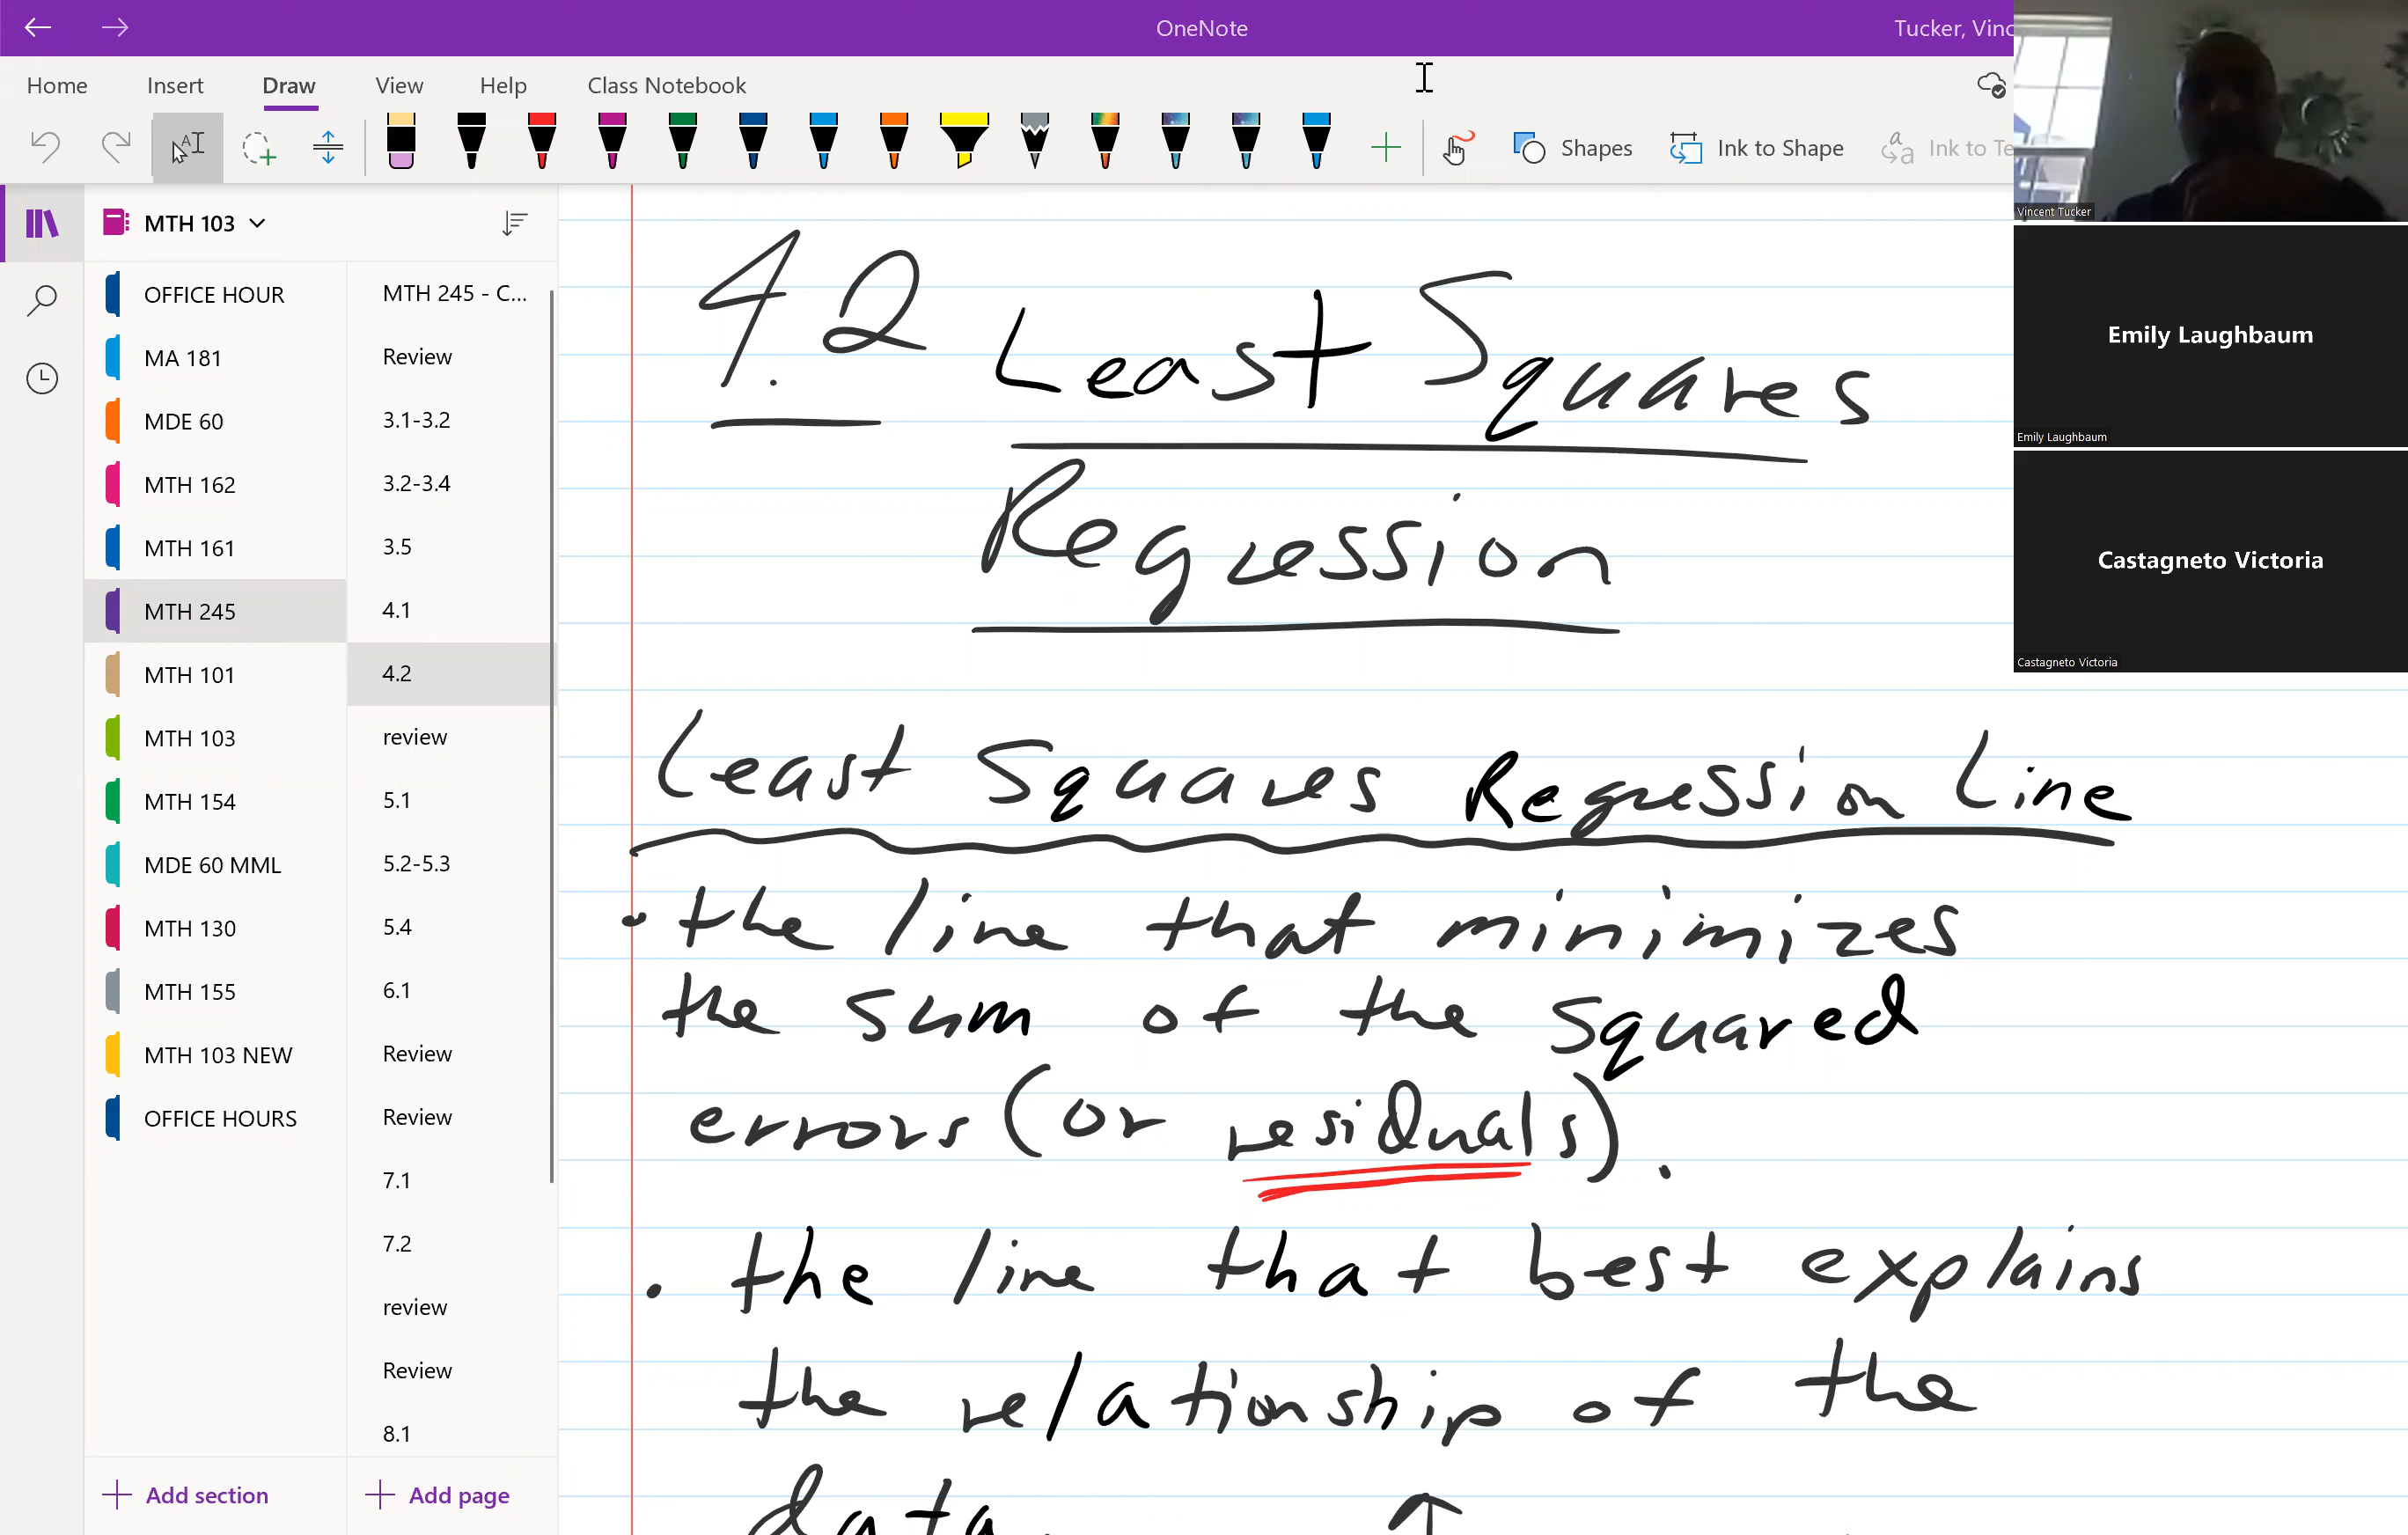 OneNote
Tucker, Vinc
Home Insert Draw View Help Class Notebook
Shapes Ink to Shape Ink to Te
MTH 103
OFFICE HOUR
MA 181
MDE 60
MTH 162
MTH 161
MTH 245
MTH 101
MTH 103
MTH 154
MDE 60 MML
MTH 130
MTH 155
MTH 103 NEW
OFFICE HOURS
Add section
MTH 245 - C...
Review
3.1-3.2
3.2-3.4
3.5
4.1
4.2
review
5.1
5.2-5.3
5.4
6.1
Review
Review
7.1
7.2
review
Review
8.1
Add page
4.2 Least Squares
Regression
Least Squares Regression Line
• the line that minimizes
the sum of the squared
errors (or residuals).
• the line that best explains
the relationship of the
data.
Vincent Tucker
Emily Laughbaum
Emily Laughbaum
Castagneto Victoria
Castagneto Victoria